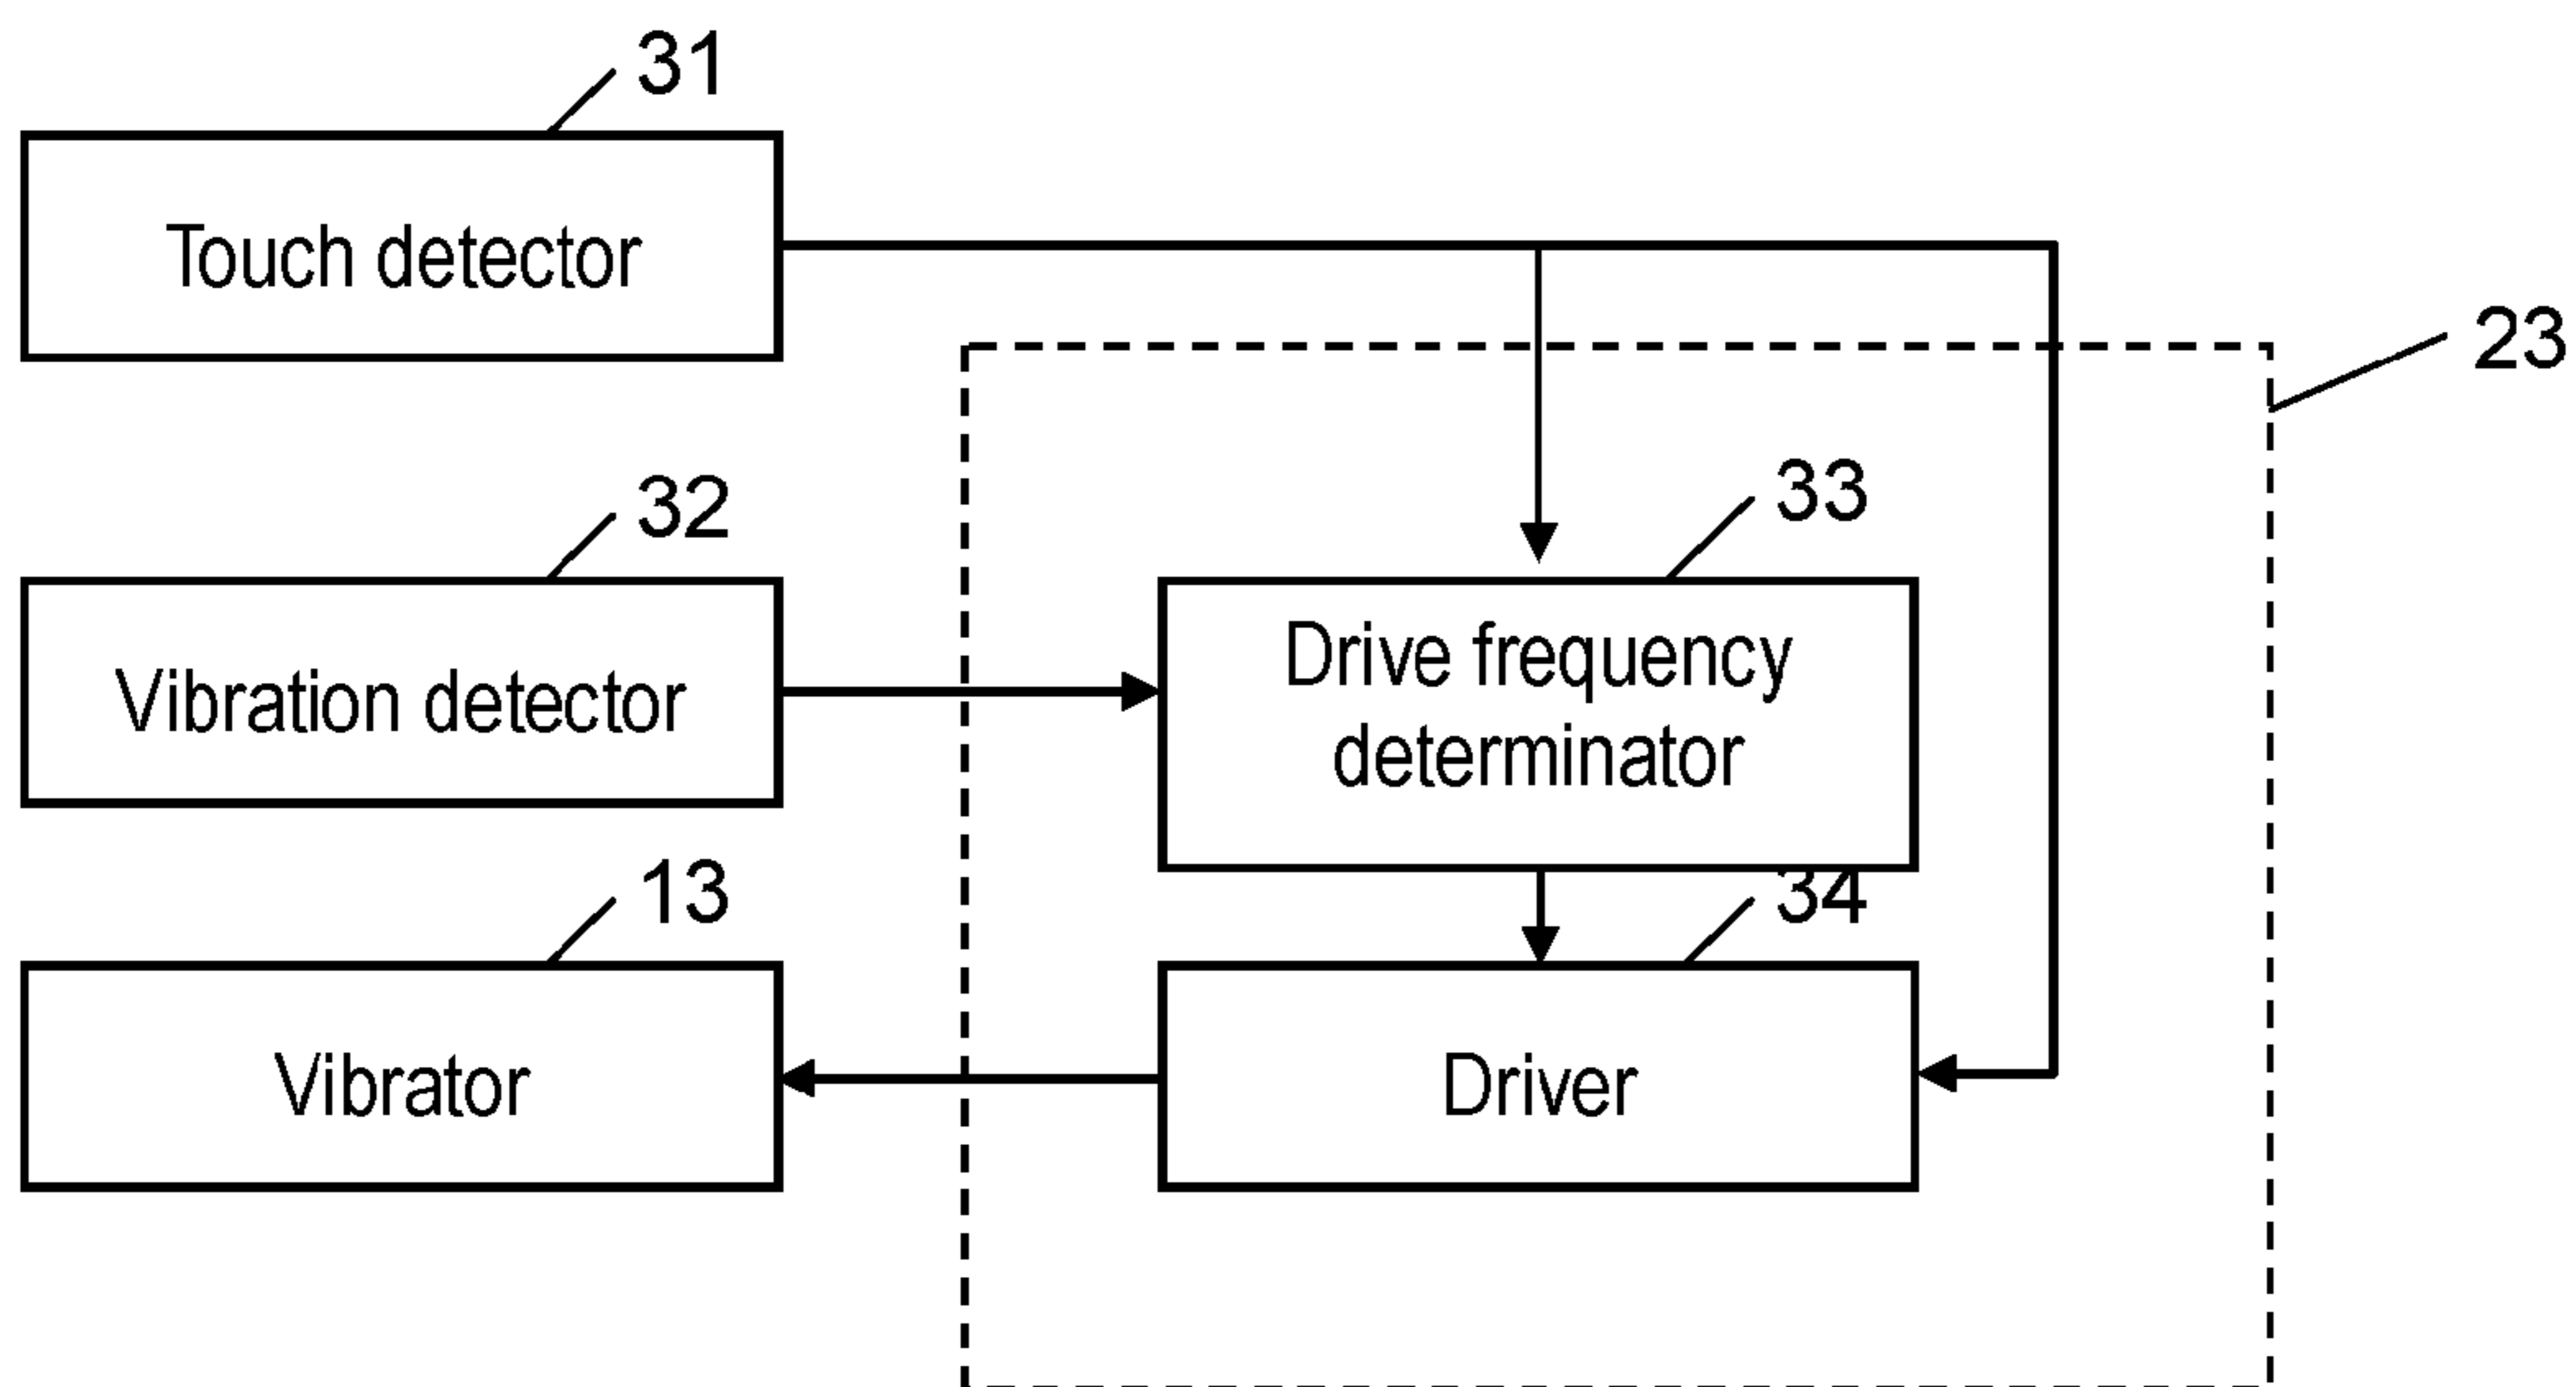 31
Touch detector
23
32
33
Vibration detector
Drive frequency
determinator
13
34
Vibrator
Driver